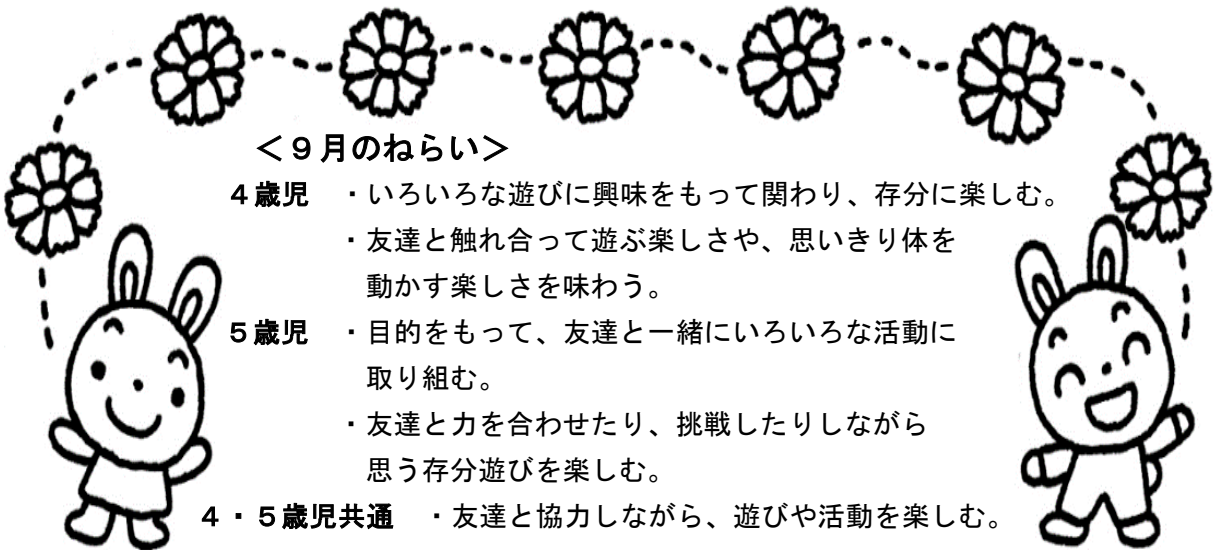 ＜９月のねらい＞
４歳児　・いろいろな遊びに興味をもって関わり、存分に楽しむ。
・友達と触れ合って遊ぶ楽しさや、思いきり体を
動かす楽しさを味わう。
５歳児　・目的をもって、友達と一緒にいろいろな活動に
取り組む。
・友達と力を合わせたり、挑戦したりしながら
思う存分遊びを楽しむ。
４・５歳児共通　・友達と協力しながら、遊びや活動を楽しむ。